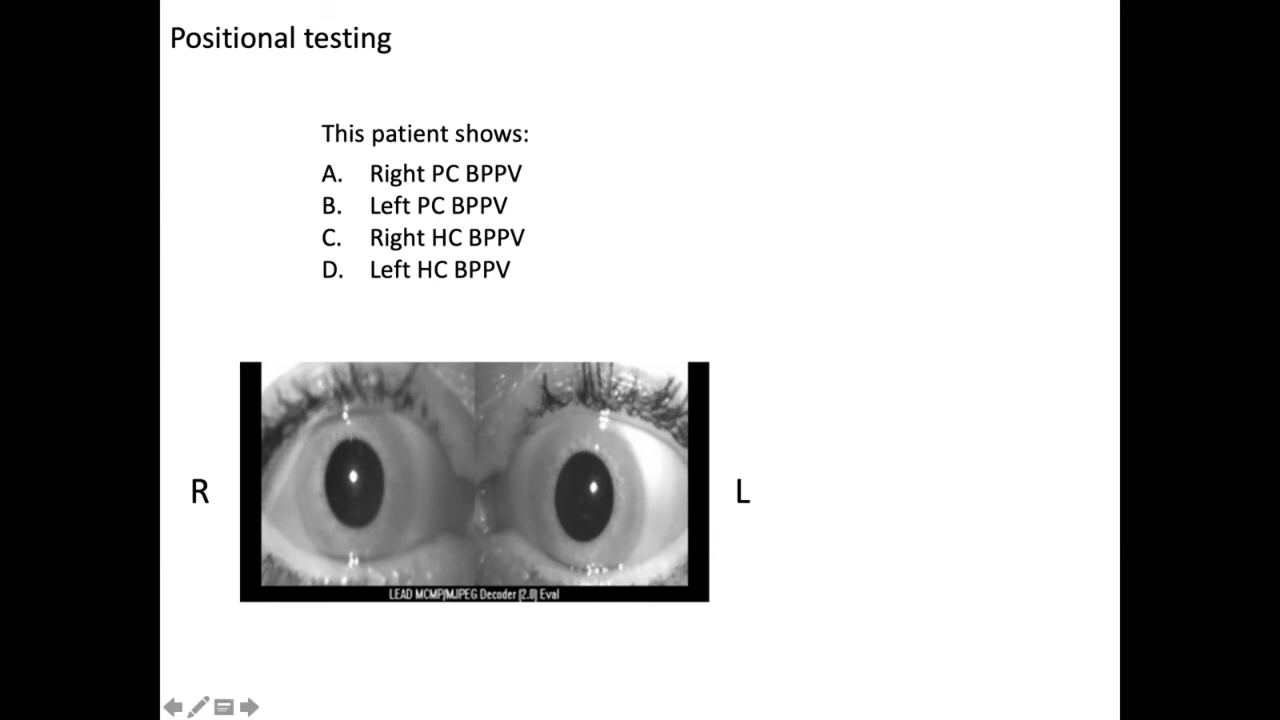 Positional testing
This patient shows:
A. Right PC BPPV
B. Left PC BPPV
C. Right HC BPPV
D. Left HC BPPV
R
L
LEAD MCMP/MJPEG Decoder [2.0] Eval